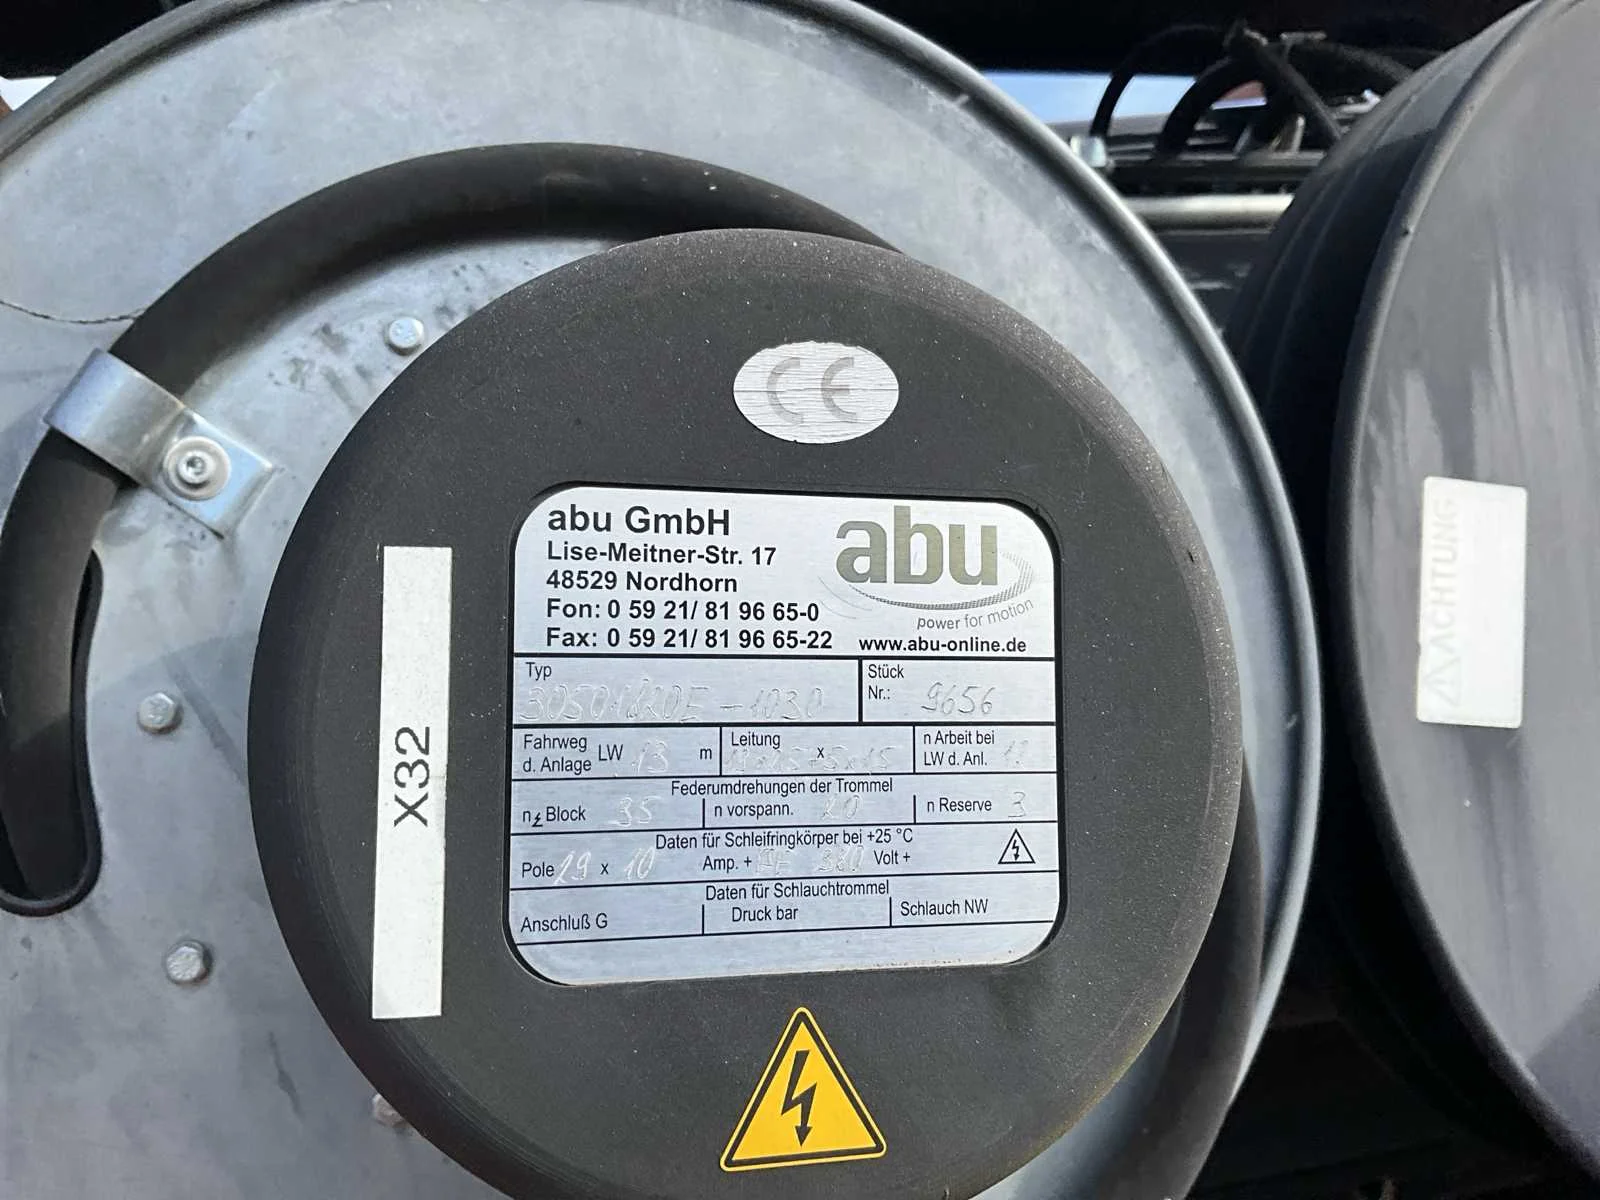 CE
abu GmbH
Lise-Meitner-Str. 17
48529 Nordhorn
Fon: 0 59 21/ 81 96 65-0
Fax: 0 59 21/ 81 96 65-22
abu
power for motion
www.abu-online.de
Typ
Stück
Nr.: 9656
Fahrweg
d. Anlage LW 13 m
Leitung
x
n Arbeit bei
LW d. Anl. 12
Federumdrehungen der Trommel
n Block 35 n vorspann. 20 n Reserve 3
Daten für Schleifringkörper bei +25 °C
Pole 19 x 10 Amp. + 380 Volt +
Daten für Schlauchtrommel
Anschluß G Druck bar Schlauch NW
X32
ACHTUNG